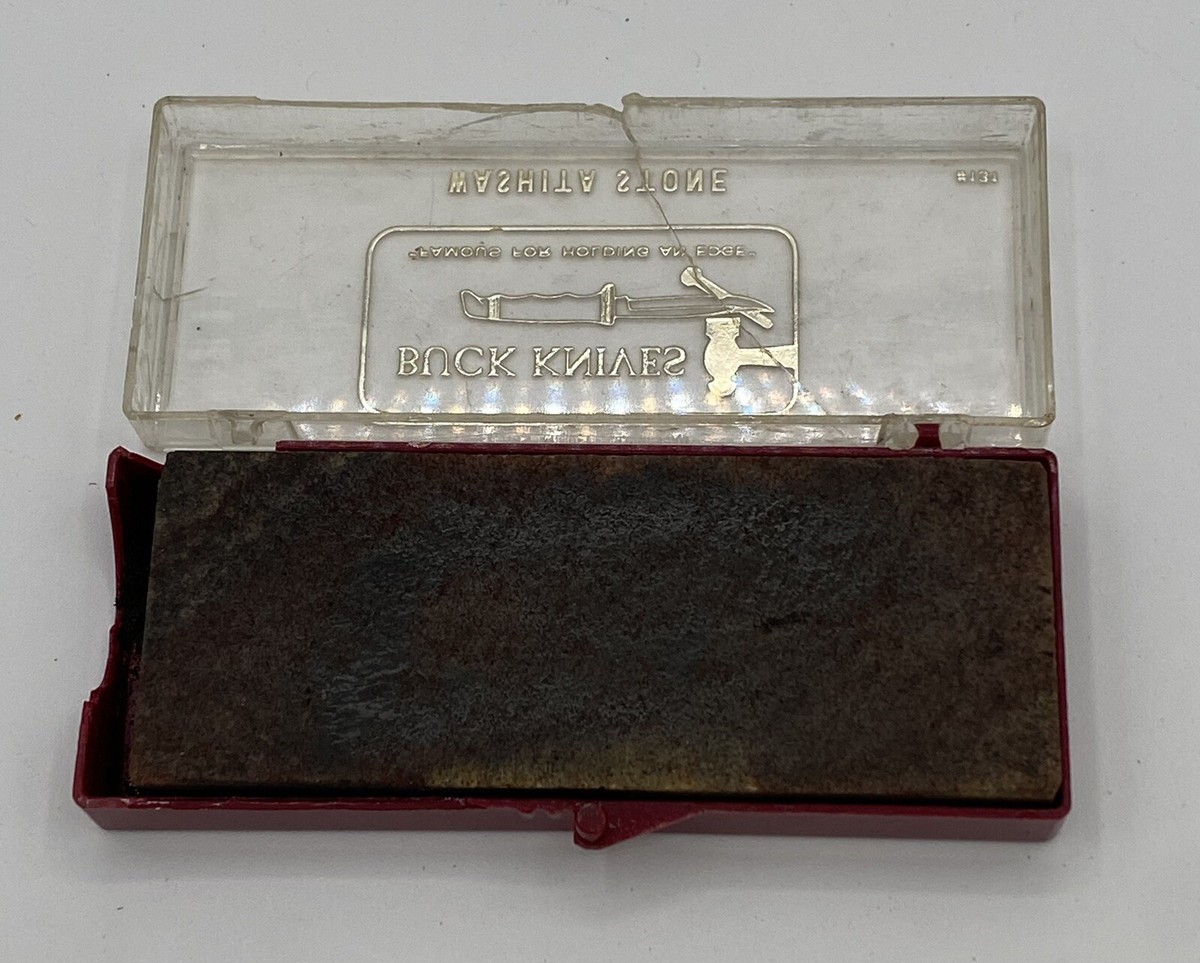 WASHITA STONE
#131
"FAMOUS FOR HOLDING AN EDGE"
BUCK KNIVES